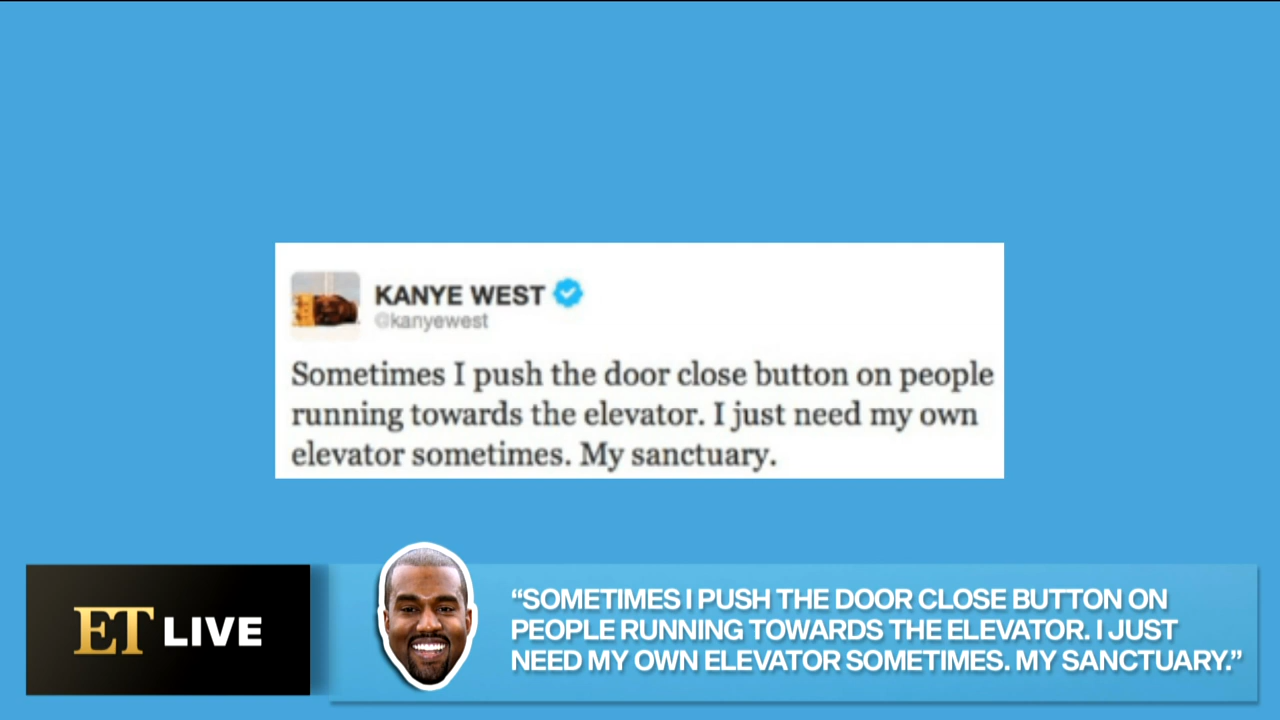 KANYE WEST
@kanyewest
Sometimes I push the door close button on people
running towards the elevator. I just need my own
elevator sometimes. My sanctuary.
ET LIVE
“SOMETIMES I PUSH THE DOOR CLOSE BUTTON ON
PEOPLE RUNNING TOWARDS THE ELEVATOR. I JUST
NEED MY OWN ELEVATOR SOMETIMES. MY SANCTUARY.”